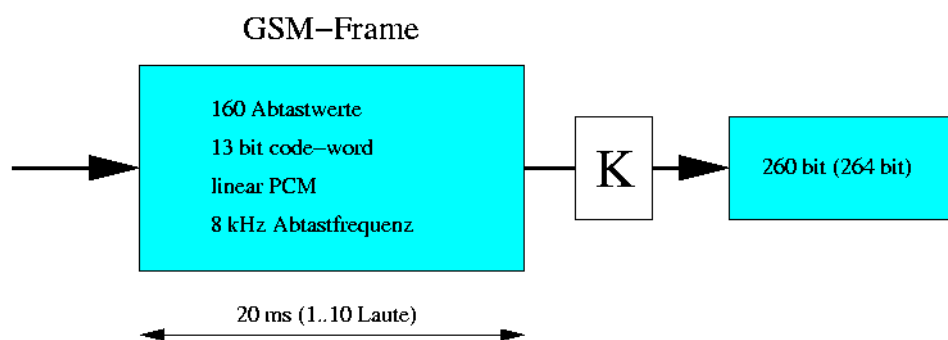 GSM–Frame
160 Abtastwerte
13 bit code–word
linear PCM
8 kHz Abtastfrequenz
K
260 bit (264 bit)
20 ms (1..10 Laute)